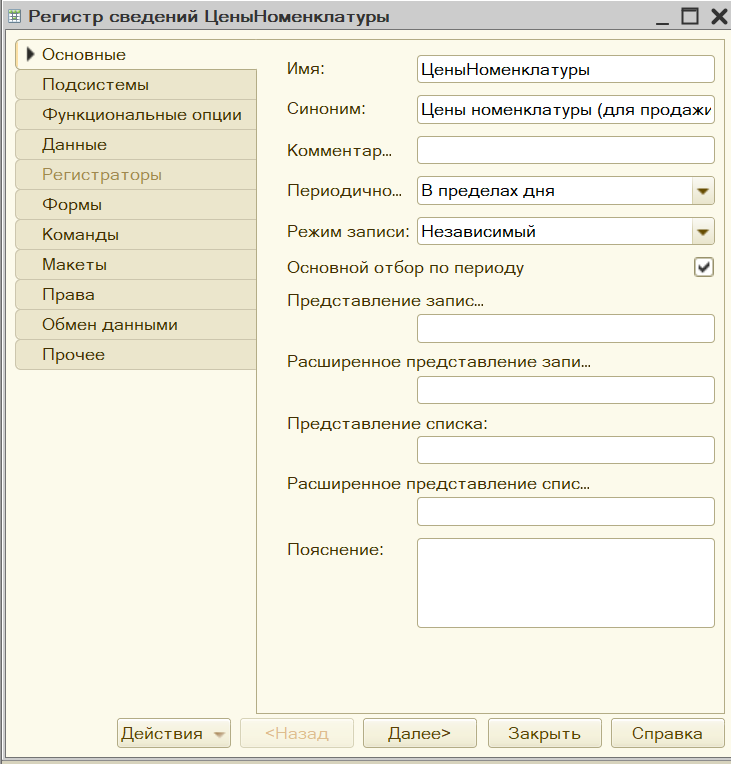 Регистр сведений ЦеныНоменклатуры
Основные
Подсистемы
Функциональные опции
Данные
Регистраторы
Формы
Команды
Макеты
Права
Обмен данными
Прочее
Имя: ЦеныНоменклатуры
Синоним: Цены номенклатуры (для продажи
Комментар...
Периодично... В пределах дня
Режим записи: Независимый
Основной отбор по периоду
Представление запис...
Расширенное представление запи...
Представление списка:
Расширенное представление спис...
Пояснение:
Действия <Назад Далее> Закрыть Справка